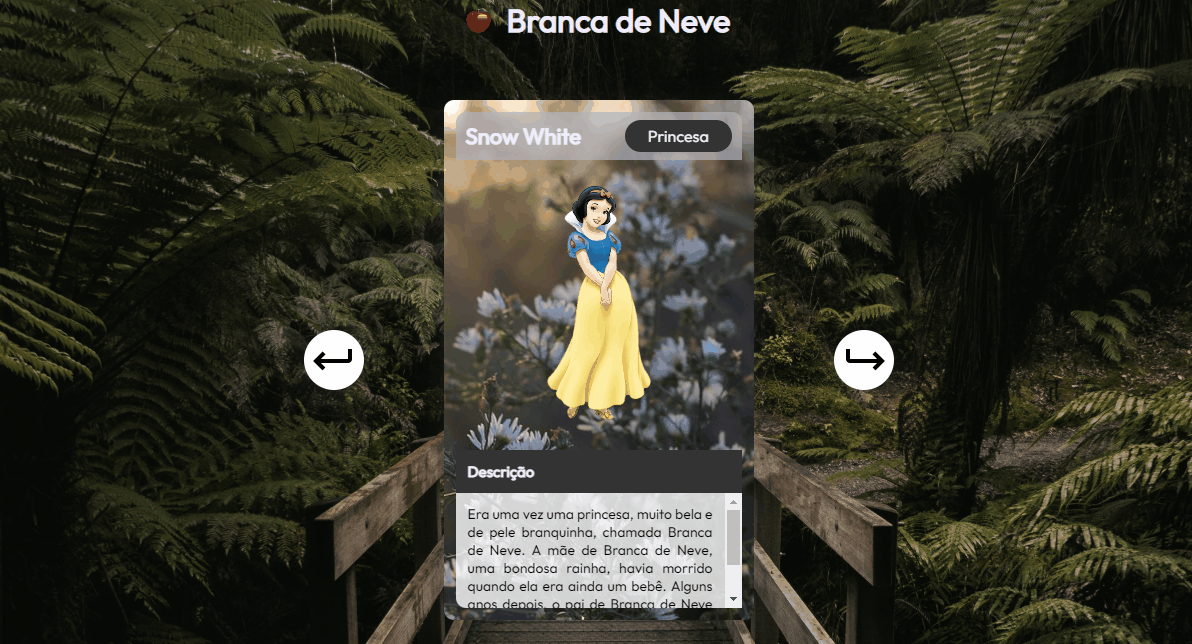 Branca de Neve
Snow White
Princesa
Descrição
Era uma vez uma princesa, muito bela e
de pele branquinha, chamada Branca
de Neve. A mãe de Branca de Neve,
uma bondosa rainha, havia morrido
quando ela era ainda um bebê. Alguns
anos depois, o pai de Branca de Neve